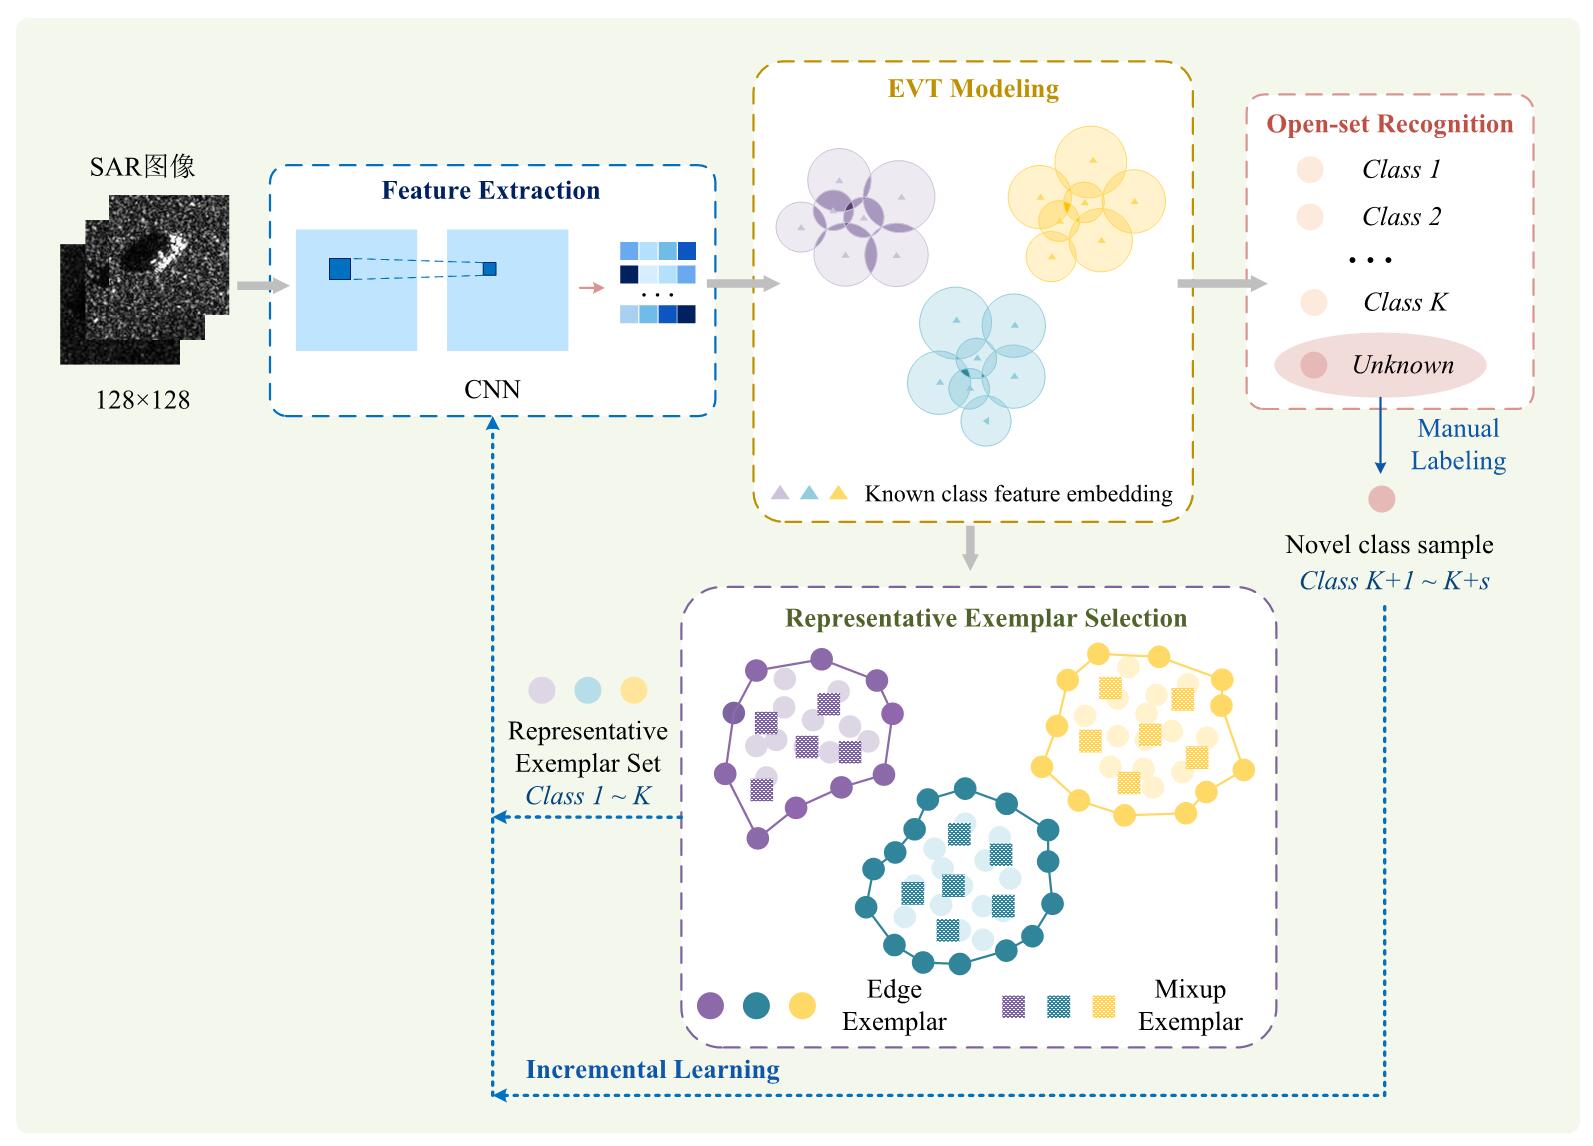 SAR图像
128×128
Feature Extraction
. . .
CNN
EVT Modeling
Known class feature embedding
Open-set Recognition
Class 1
Class 2
. . .
Class K
Unknown
Manual
Labeling
Novel class sample
Class K+1 ~ K+s
Representative Exemplar Selection
Edge
Exemplar
Mixup
Exemplar
Representative
Exemplar Set
Class 1 ~ K
Incremental Learning